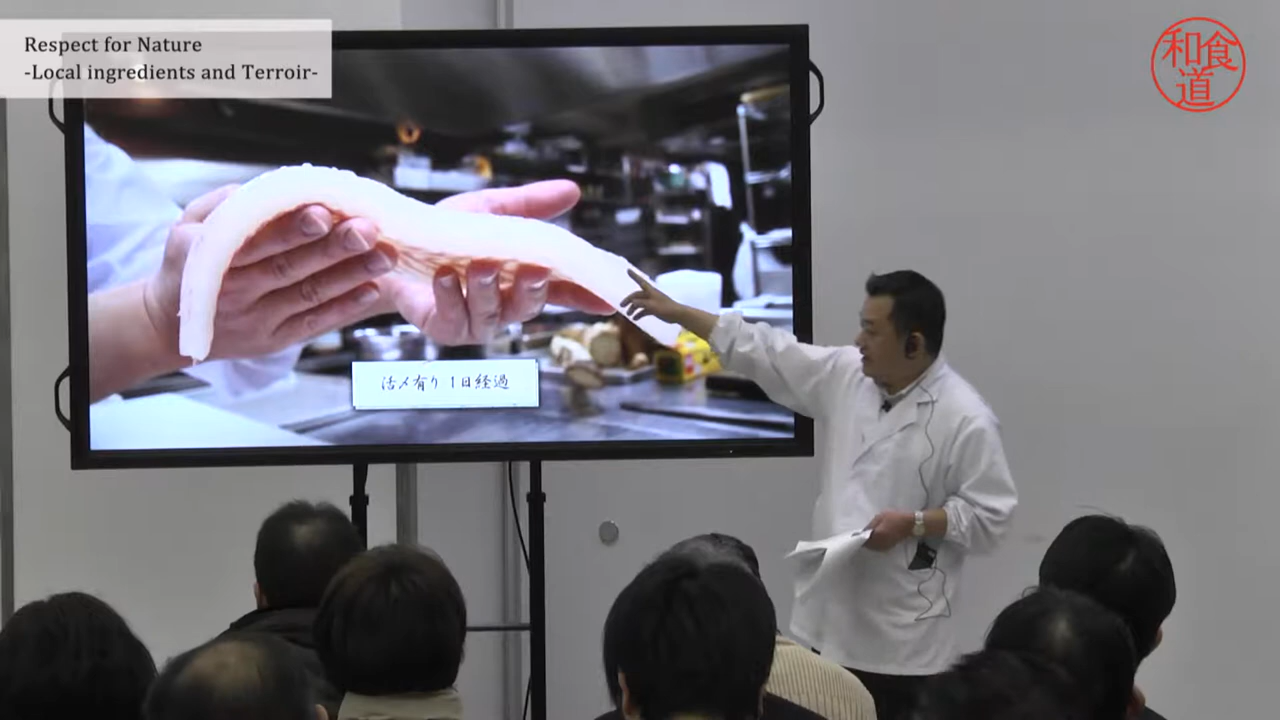 Respect for Nature
-Local ingredients and Terroir-
和食
道
活〆有り 1日経過